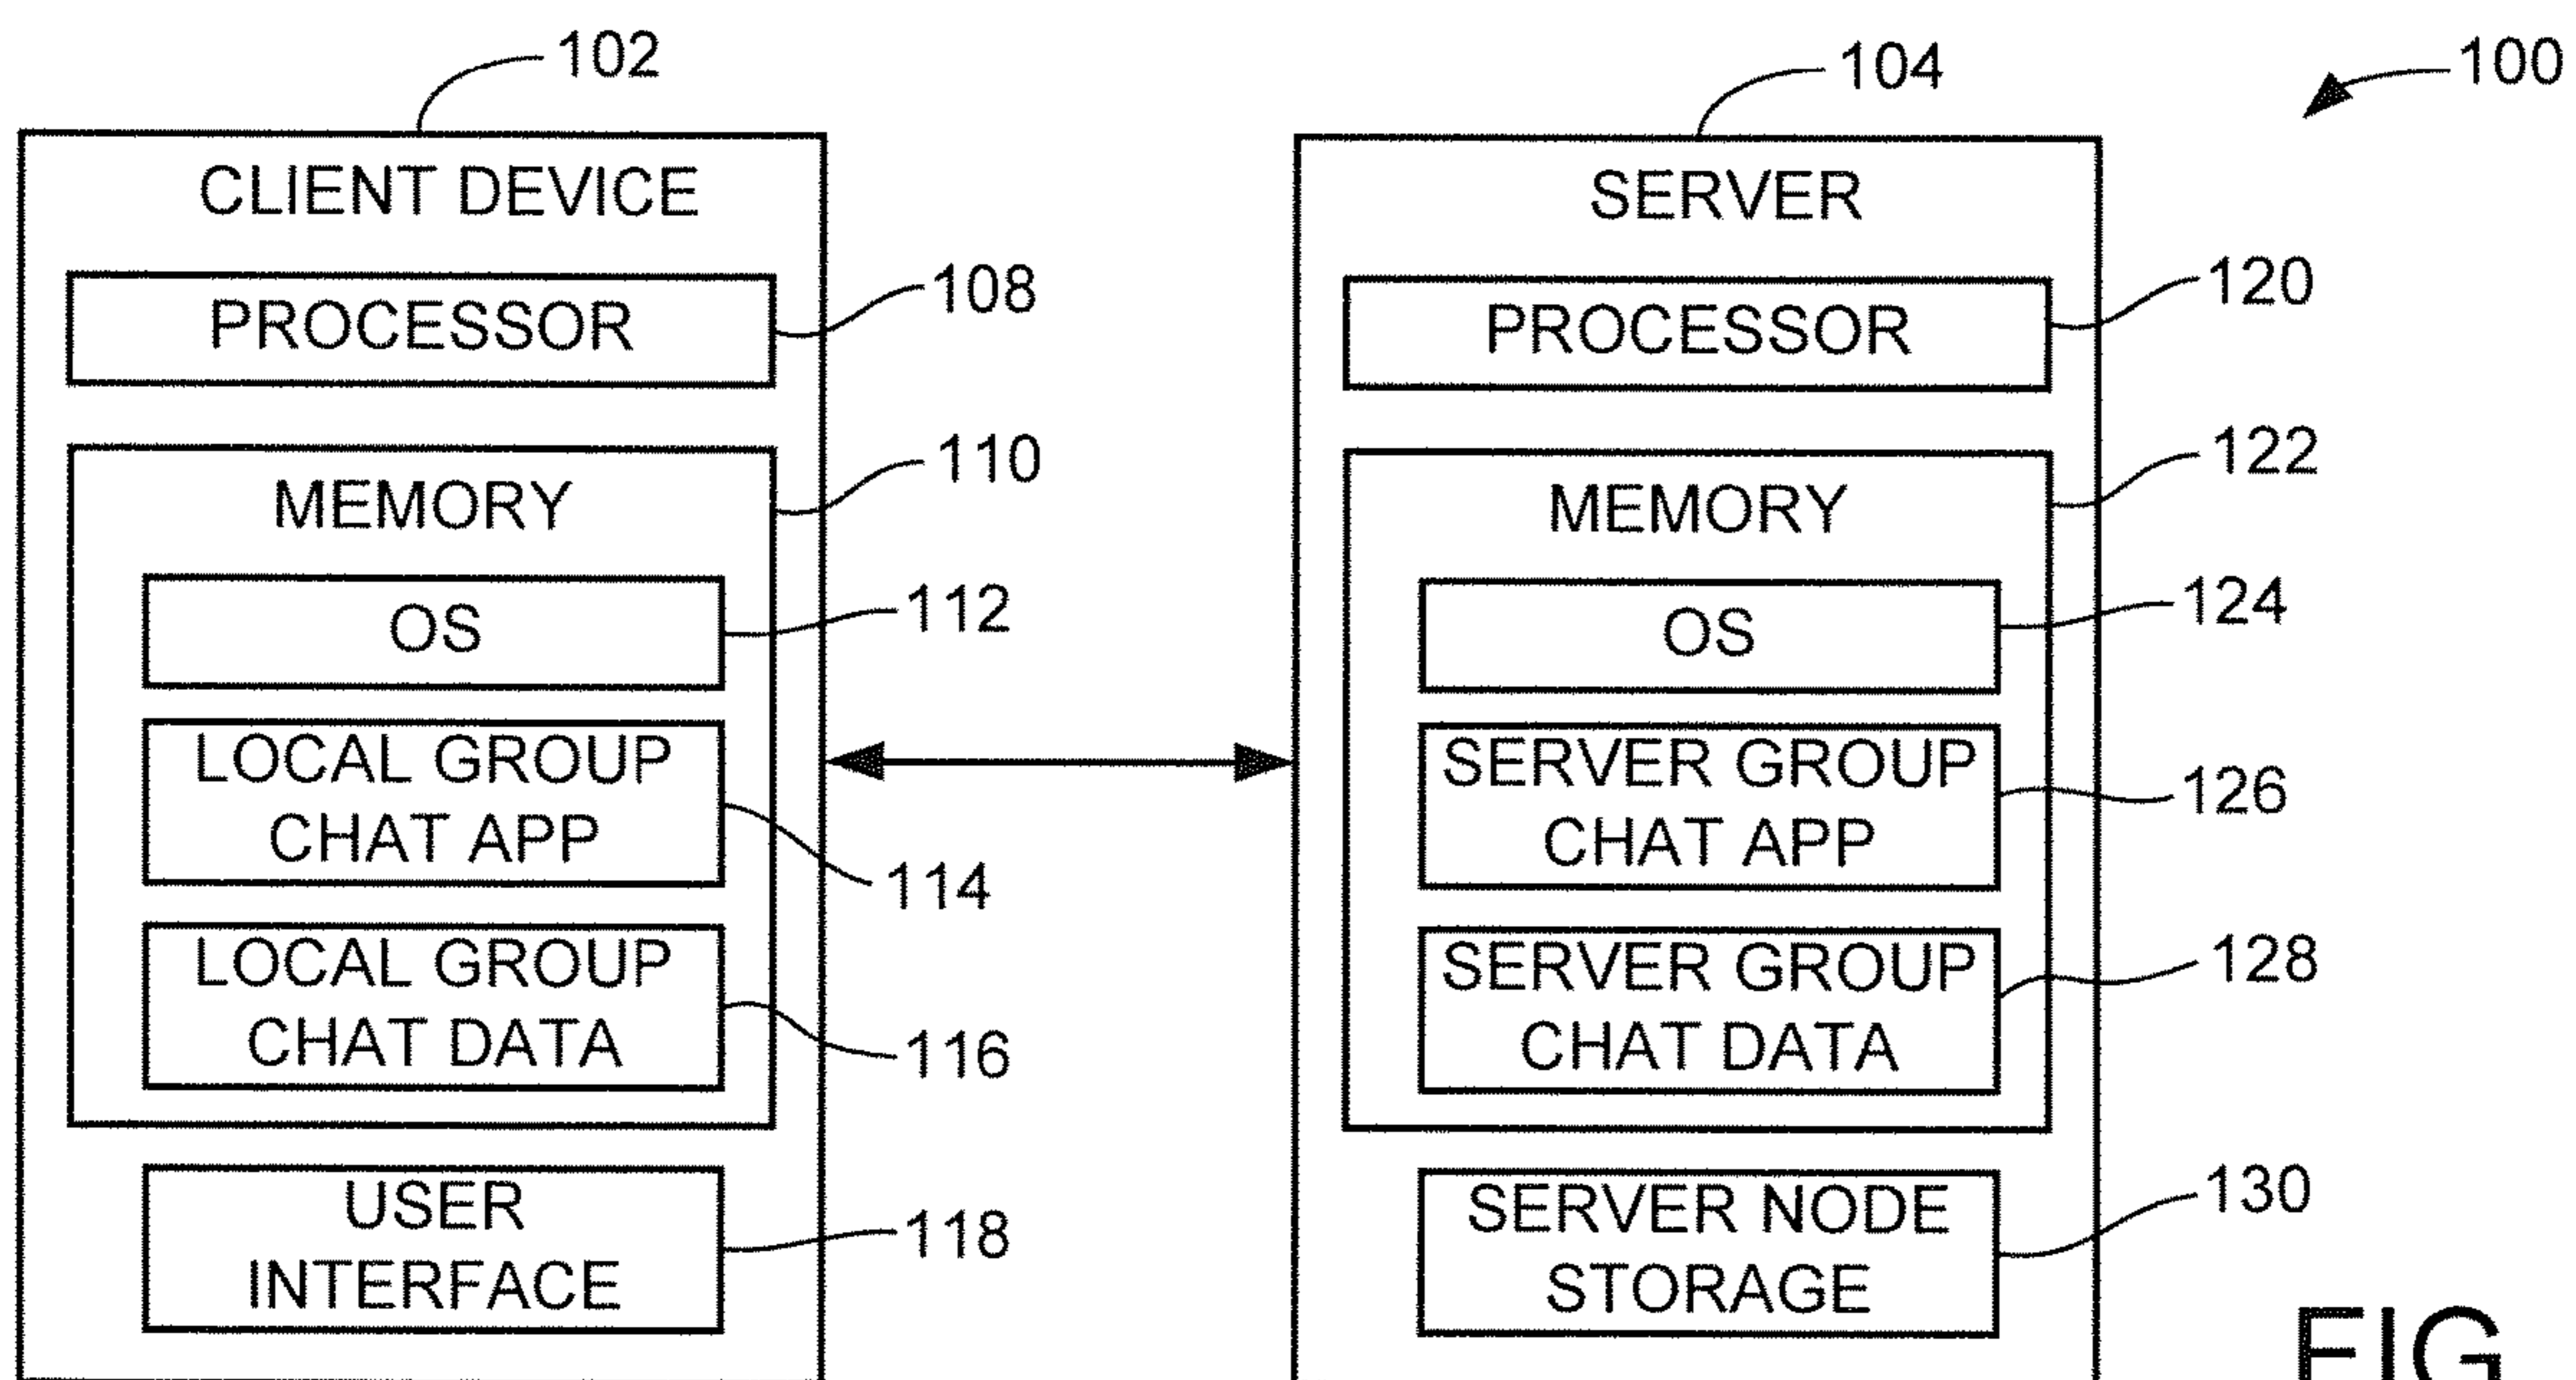 102
104
100
CLIENT DEVICE
SERVER
PROCESSOR
108
PROCESSOR
120
MEMORY
110
MEMORY
122
OS
112
OS
124
LOCAL GROUP
CHAT APP
114
SERVER GROUP
CHAT APP
126
LOCAL GROUP
CHAT DATA
116
SERVER GROUP
CHAT DATA
128
USER
INTERFACE
118
SERVER NODE
STORAGE
130
FIG